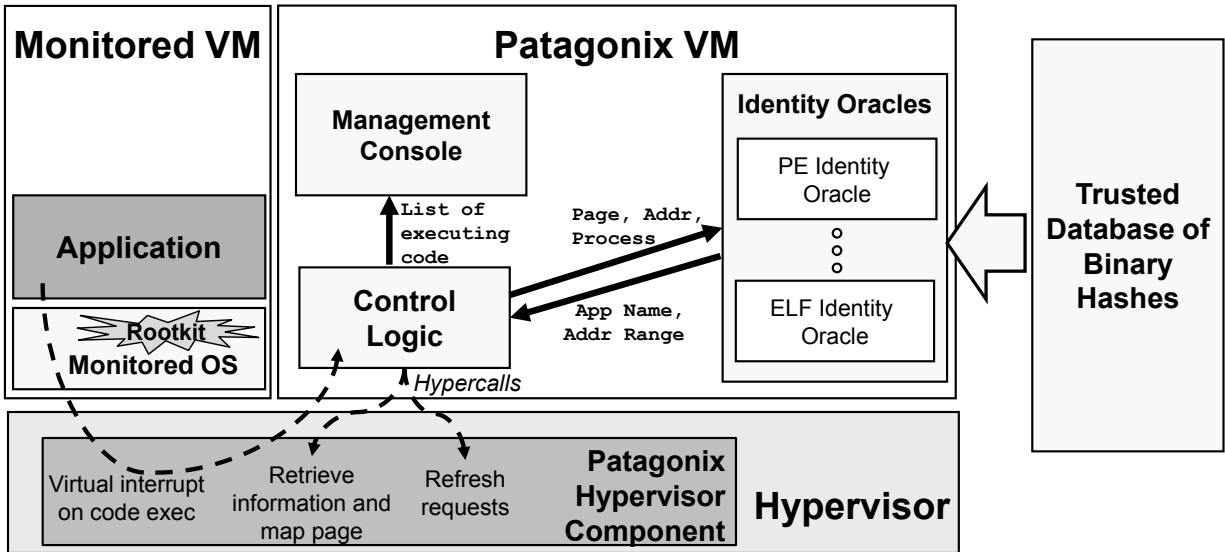 Monitored VM
Application
Rootkit
Monitored OS
Patagonix VM
Management
Console
List of
executing
code
Control
Logic
Page, Addr,
Process
App Name,
Addr Range
Hypercalls
Identity Oracles
PE Identity
Oracle
ELF Identity
Oracle
Trusted
Database of
Binary
Hashes
Virtual interrupt
on code exec
Retrieve
information and
map page
Refresh
requests
Patagonix
Hypervisor
Component
Hypervisor